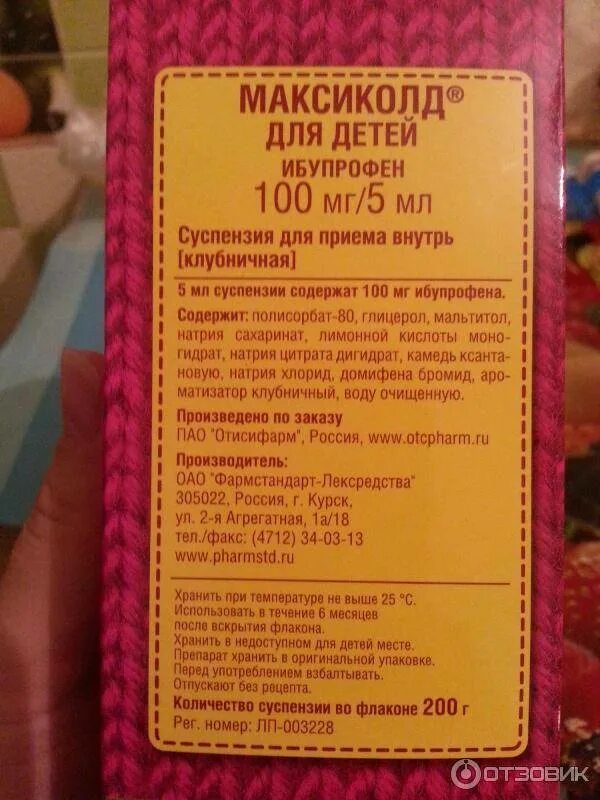 МАКСИКОЛД®
ДЛЯ ДЕТЕЙ
ИБУПРОФЕН
100 мг/5 мл
Суспензия для приема внутрь
[клубничная]
5 мл суспензии содержат 100 мг ибупрофена.
Содержит: полисорбат-80, глицерол, мальтитол,
натрия сахаринат, лимонной кислоты моно-
гидрат, натрия цитрата дигидрат, камедь ксанта-
новую, натрия хлорид, домифена бромид, аро-
матизатор клубничный, воду очищенную.
Произведено по заказу
ПАО "Отисифарм", Россия, www.otcpharm.ru
Производитель:
ОАО "Фармстандарт-Лексредства"
305022, Россия, г. Курск,
ул. 2-я Агрегатная, 1а/18
тел./факс: (4712) 34-03-13
www.pharmstd.ru
Хранить при температуре не выше 25 °С.
Использовать в течение 6 месяцев
после вскрытия флакона.
Хранить в недоступном для детей месте.
Препарат хранить в оригинальной упаковке.
Перед употреблением взбалтывать.
Отпускают без рецепта.
Количество суспензии во флаконе 200 г
Рег. номер: ЛП-003228
ОТЗОВИК